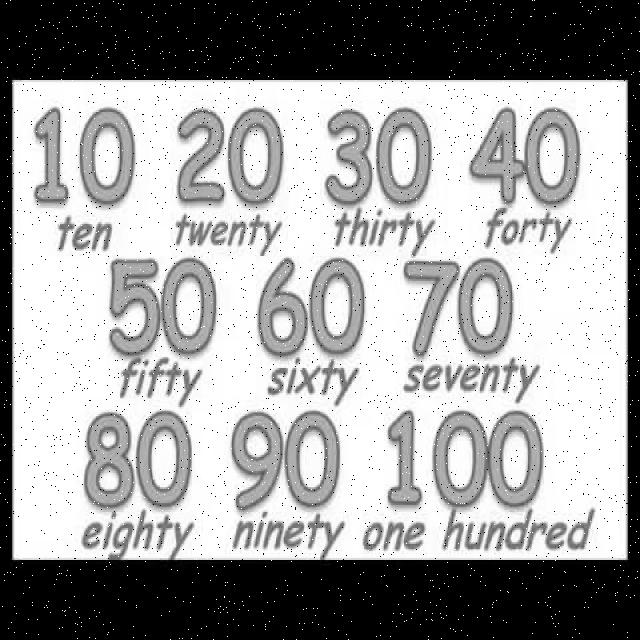 10 20 30 40
ten twenty thirty forty
50 60 70
fifty sixty seventy
80 90 100
eighty ninety one hundred